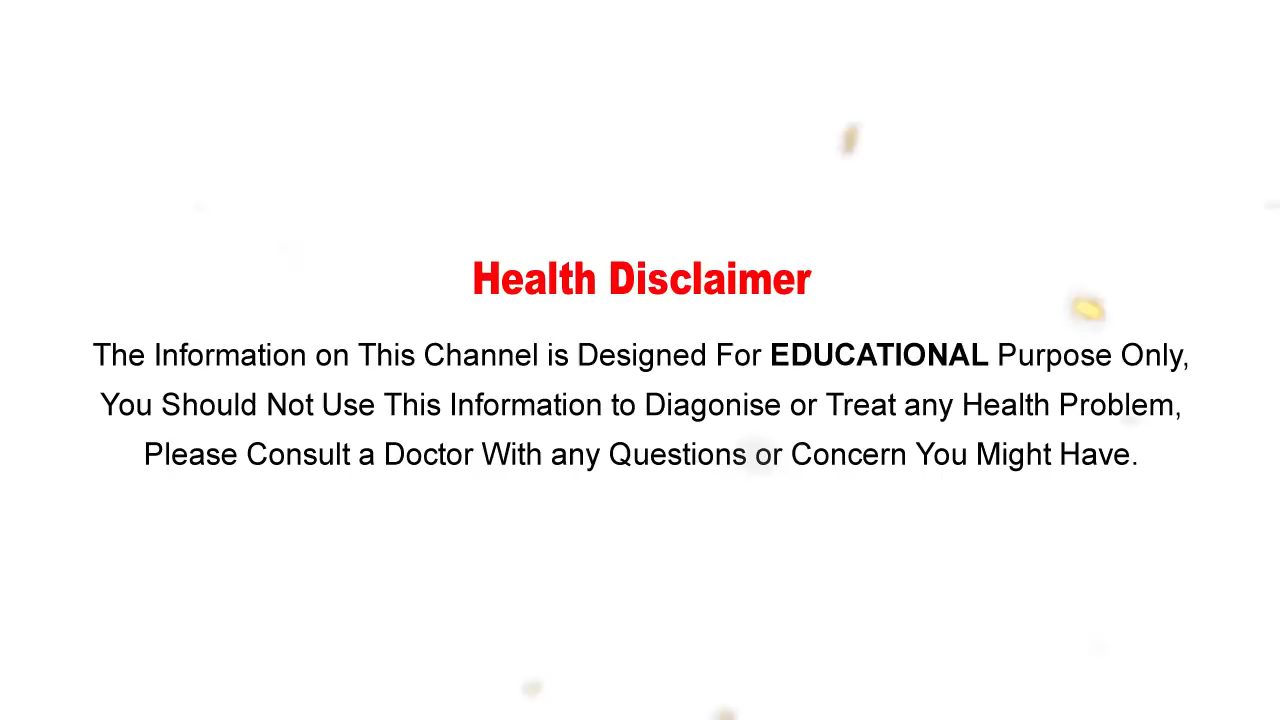 Health Disclaimer
The Information on This Channel is Designed For EDUCATIONAL Purpose Only,
You Should Not Use This Information to Diagonise or Treat any Health Problem,
Please Consult a Doctor With any Questions or Concern You Might Have.